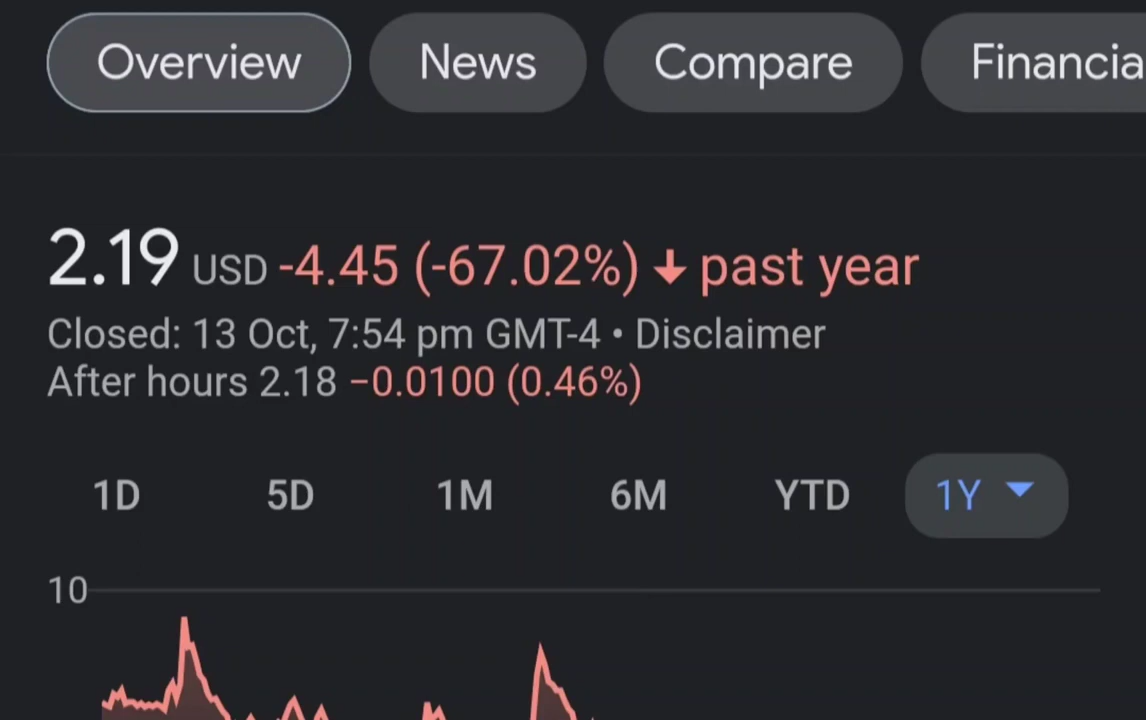 Overview News Compare Financia
2.19 USD -4.45 (-67.02%) ↓ past year
Closed: 13 Oct, 7:54 pm GMT-4 • Disclaimer
After hours 2.18 −0.0100 (0.46%)
1D 5D 1M 6M YTD 1Y
10